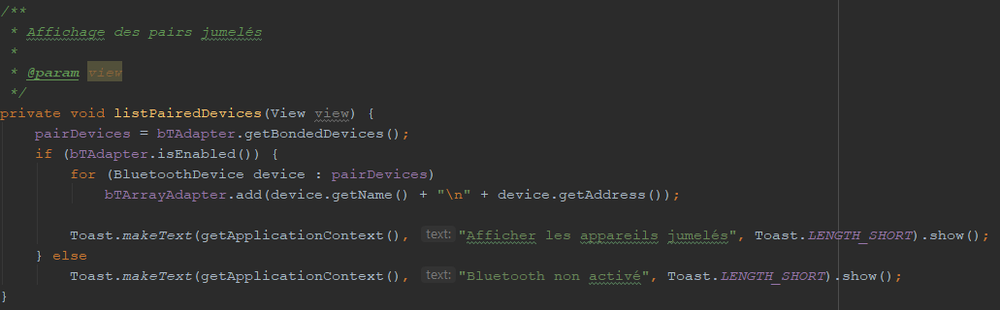 /**
 * Affichage des pairs jumelés
 *
 * @param view
 */
private void listPairedDevices(View view) {
    pairDevices = bTAdapter.getBondedDevices();
    if (bTAdapter.isEnabled()) {
        for (BluetoothDevice device : pairDevices)
            bTArrayAdapter.add(device.getName() + "\n" + device.getAddress());

        Toast.makeText(getApplicationContext(), text: "Afficher les appareils jumelés", Toast.LENGTH_SHORT).show();
    } else
        Toast.makeText(getApplicationContext(), text: "Bluetooth non activé", Toast.LENGTH_SHORT).show();
}